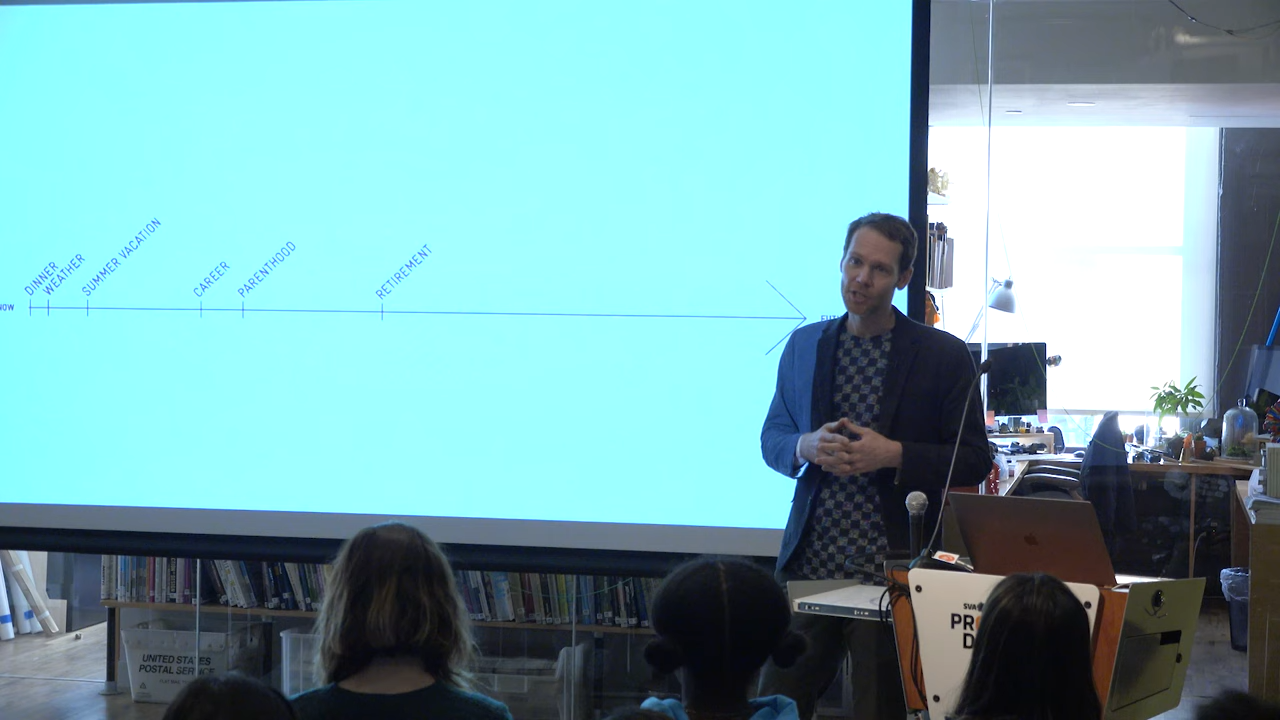 NOW
DINNER
WEATHER
SUMMER VACATION
CAREER
PARENTHOOD
RETIREMENT
UNITED STATES
POSTAL SERVICE
SVA